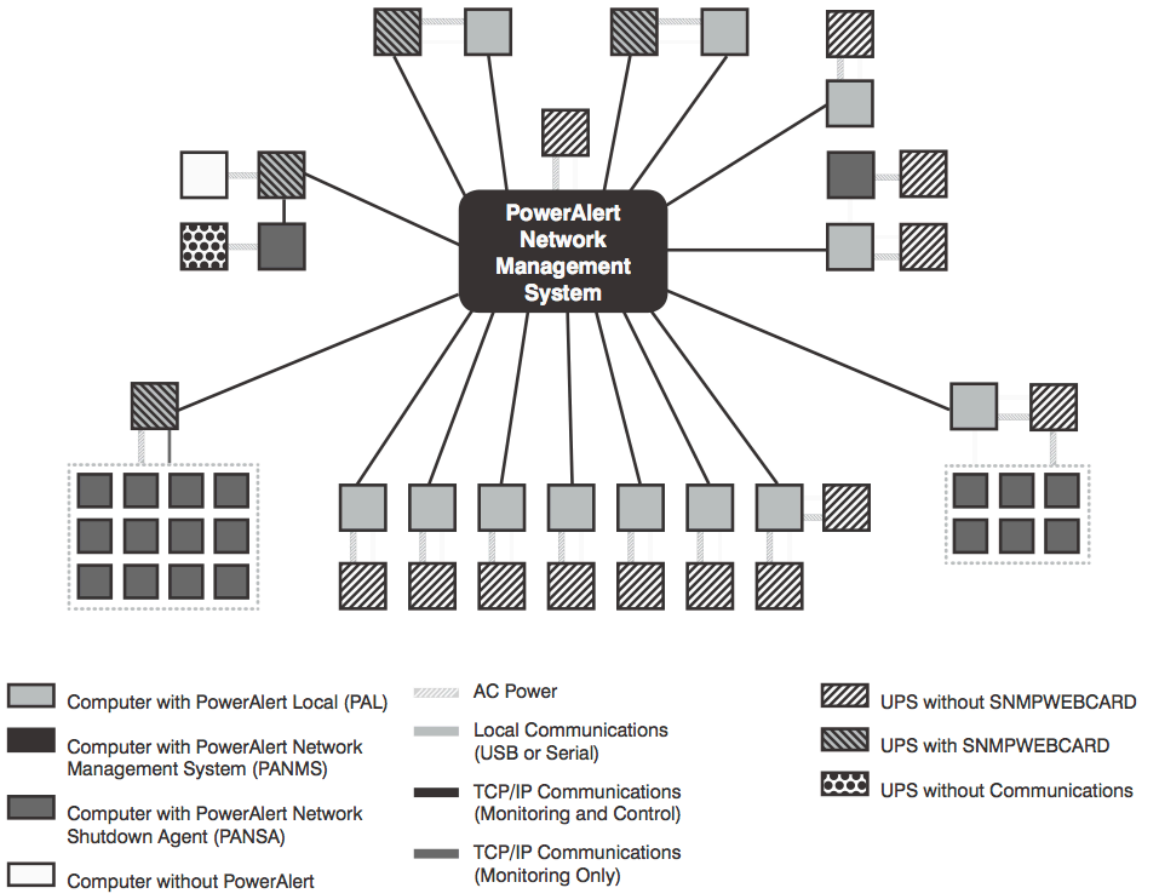 PowerAlert
Network
Management
System
Computer with PowerAlert Local (PAL)
Computer with PowerAlert Network
Management System (PANMS)
Computer with PowerAlert Network
Shutdown Agent (PANSA)
Computer without PowerAlert
AC Power
Local Communications
(USB or Serial)
TCP/IP Communications
(Monitoring and Control)
TCP/IP Communications
(Monitoring Only)
UPS without SNMPWEBCARD
UPS with SNMPWEBCARD
UPS without Communications